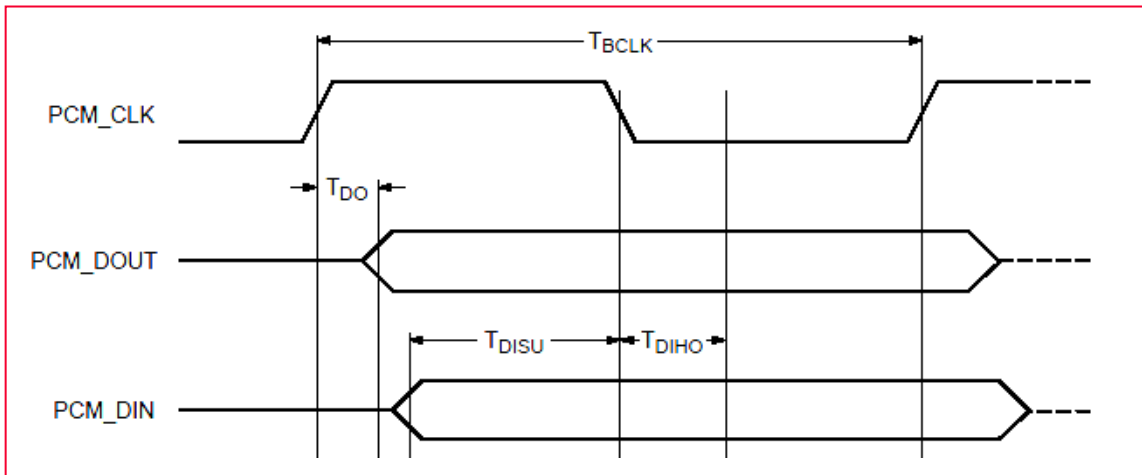 TBCLK
PCM_CLK
TDO
PCM_DOUT
TDISU
TDIHO
PCM_DIN